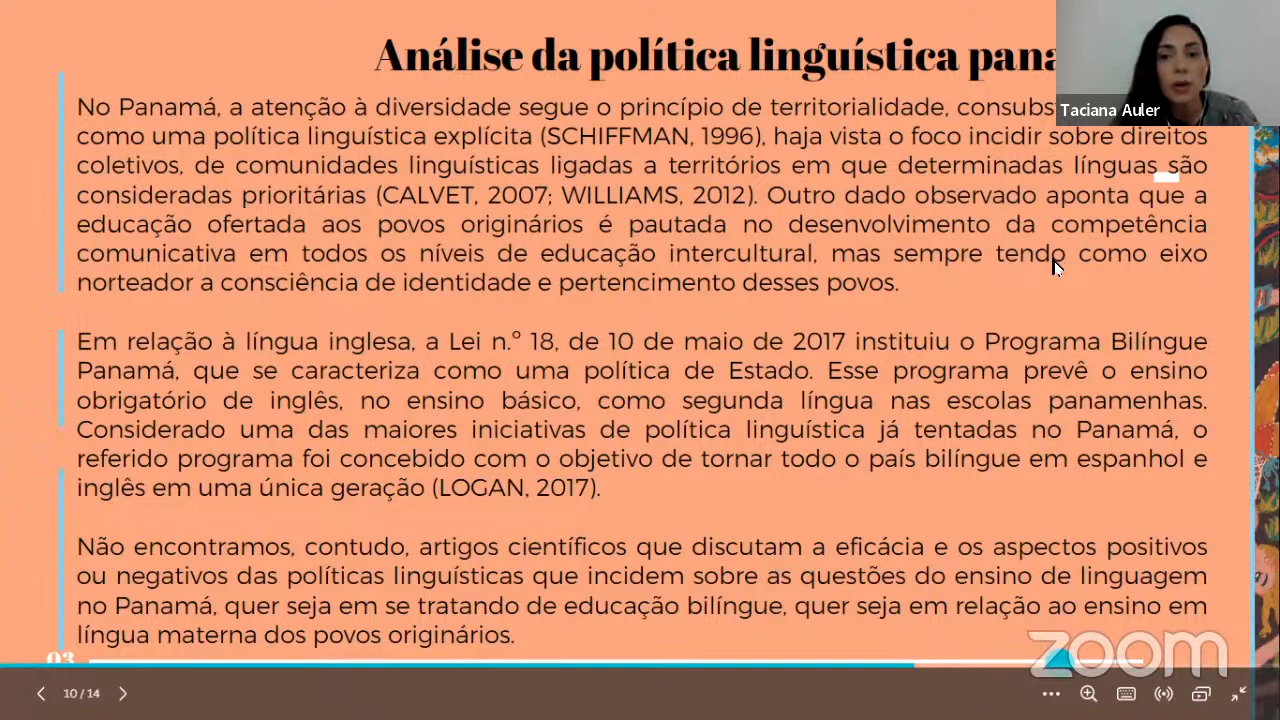 Análise da política linguística
Taciana Auler
No Panamá, a atenção à diversidade segue o princípio de territorialidade,
como uma política linguística explícita (SCHIFFMAN, 1996), haja vista o foco incidir sobre direitos
coletivos, de comunidades linguísticas ligadas a territórios em que determinadas línguas são
consideradas prioritárias (CALVET, 2007; WILLIAMS, 2012). Outro dado observado aponta que a
educação ofertada aos povos originários é pautada no desenvolvimento da competência
comunicativa em todos os níveis de educação intercultural, mas sempre tendo como eixo
norteador a consciência de identidade e pertencimento desses povos.
Em relação à língua inglesa, a Lei n.º 18, de 10 de maio de 2017 instituiu o Programa Bilíngue
Panamá, que se caracteriza como uma política de Estado. Esse programa prevê o ensino
obrigatório de inglês, no ensino básico, como segunda língua nas escolas panamenhas.
Considerado uma das maiores iniciativas de política linguística já tentadas no Panamá, o
referido programa foi concebido com o objetivo de tornar todo o país bilíngue em espanhol e
inglês em uma única geração (LOGAN, 2017).
Não encontramos, contudo, artigos científicos que discutam a eficácia e os aspectos positivos
ou negativos das políticas linguísticas que incidem sobre as questões do ensino de linguagem
no Panamá, quer seja em se tratando de educação bilíngue, quer seja em relação ao ensino em
língua materna dos povos originários.
03
zoom
10 / 14